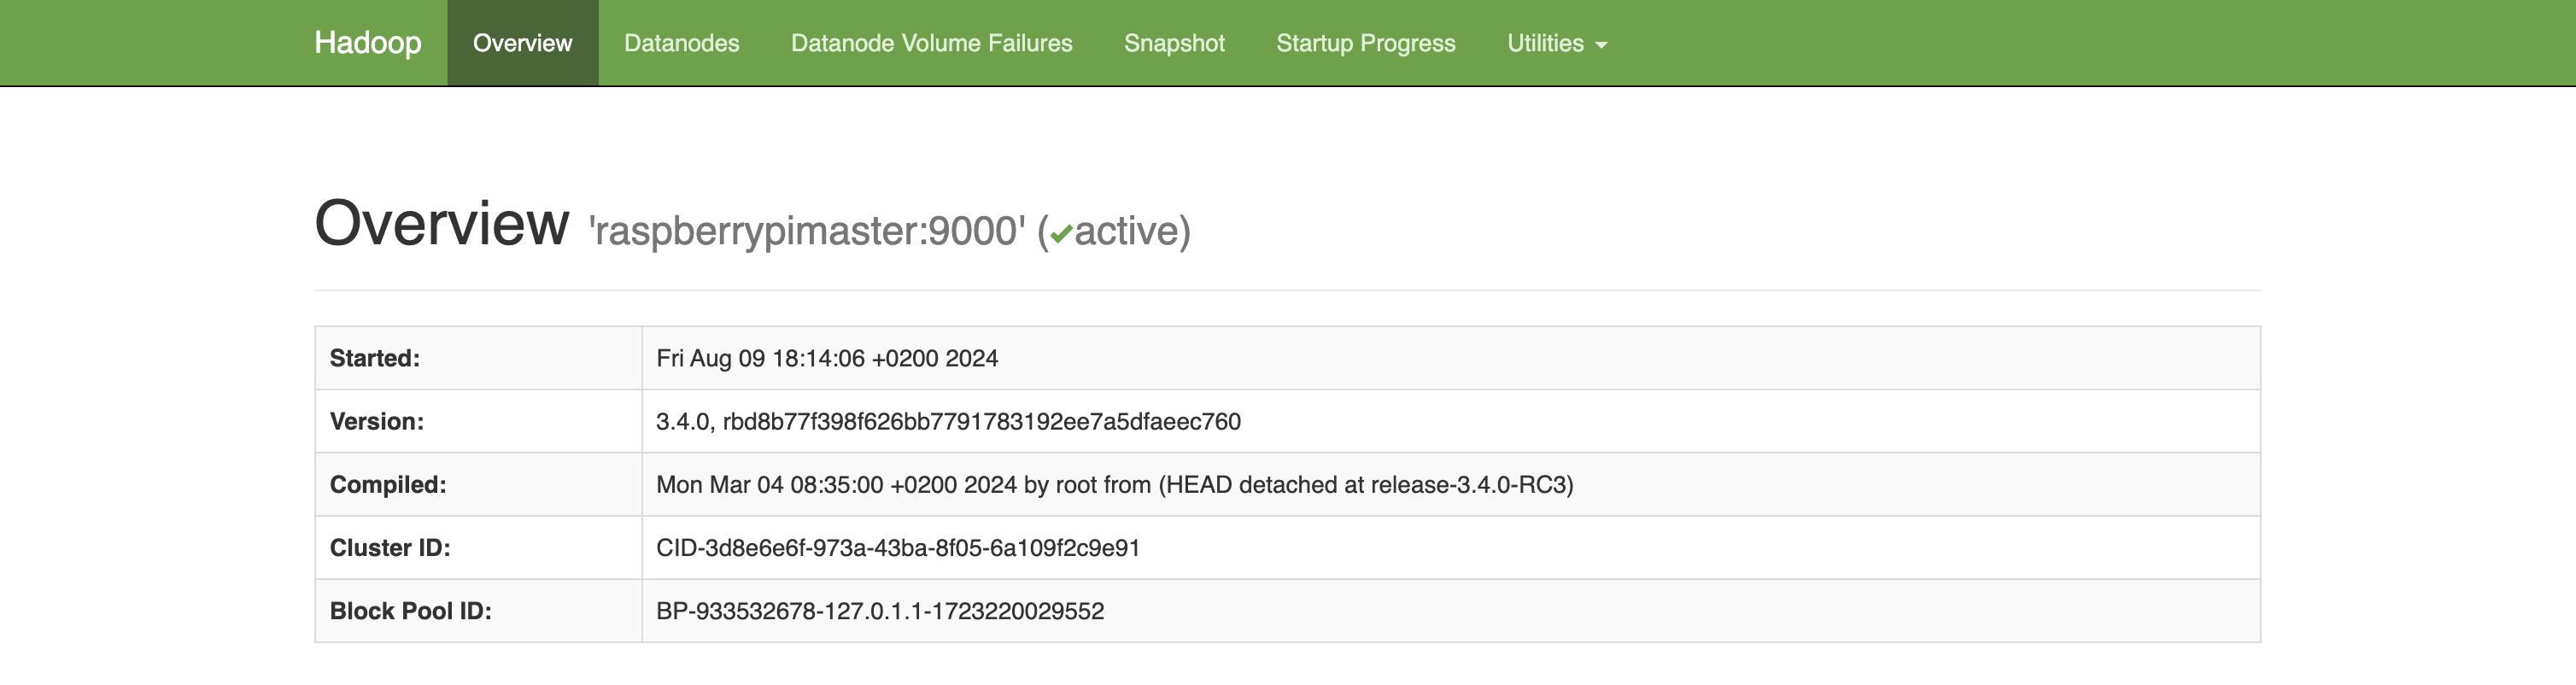 Hadoop Overview Datanodes Datanode Volume Failures Snapshot Startup Progress Utilities
Overview 'raspberrypimaster:9000' (✔active)
Started: Fri Aug 09 18:14:06 +0200 2024
Version: 3.4.0, rbd8b77f398f626bb7791783192ee7a5dfaeec760
Compiled: Mon Mar 04 08:35:00 +0200 2024 by root from (HEAD detached at release-3.4.0-RC3)
Cluster ID: CID-3d8e6e6f-973a-43ba-8f05-6a109f2c9e91
Block Pool ID: BP-933532678-127.0.1.1-1723220029552